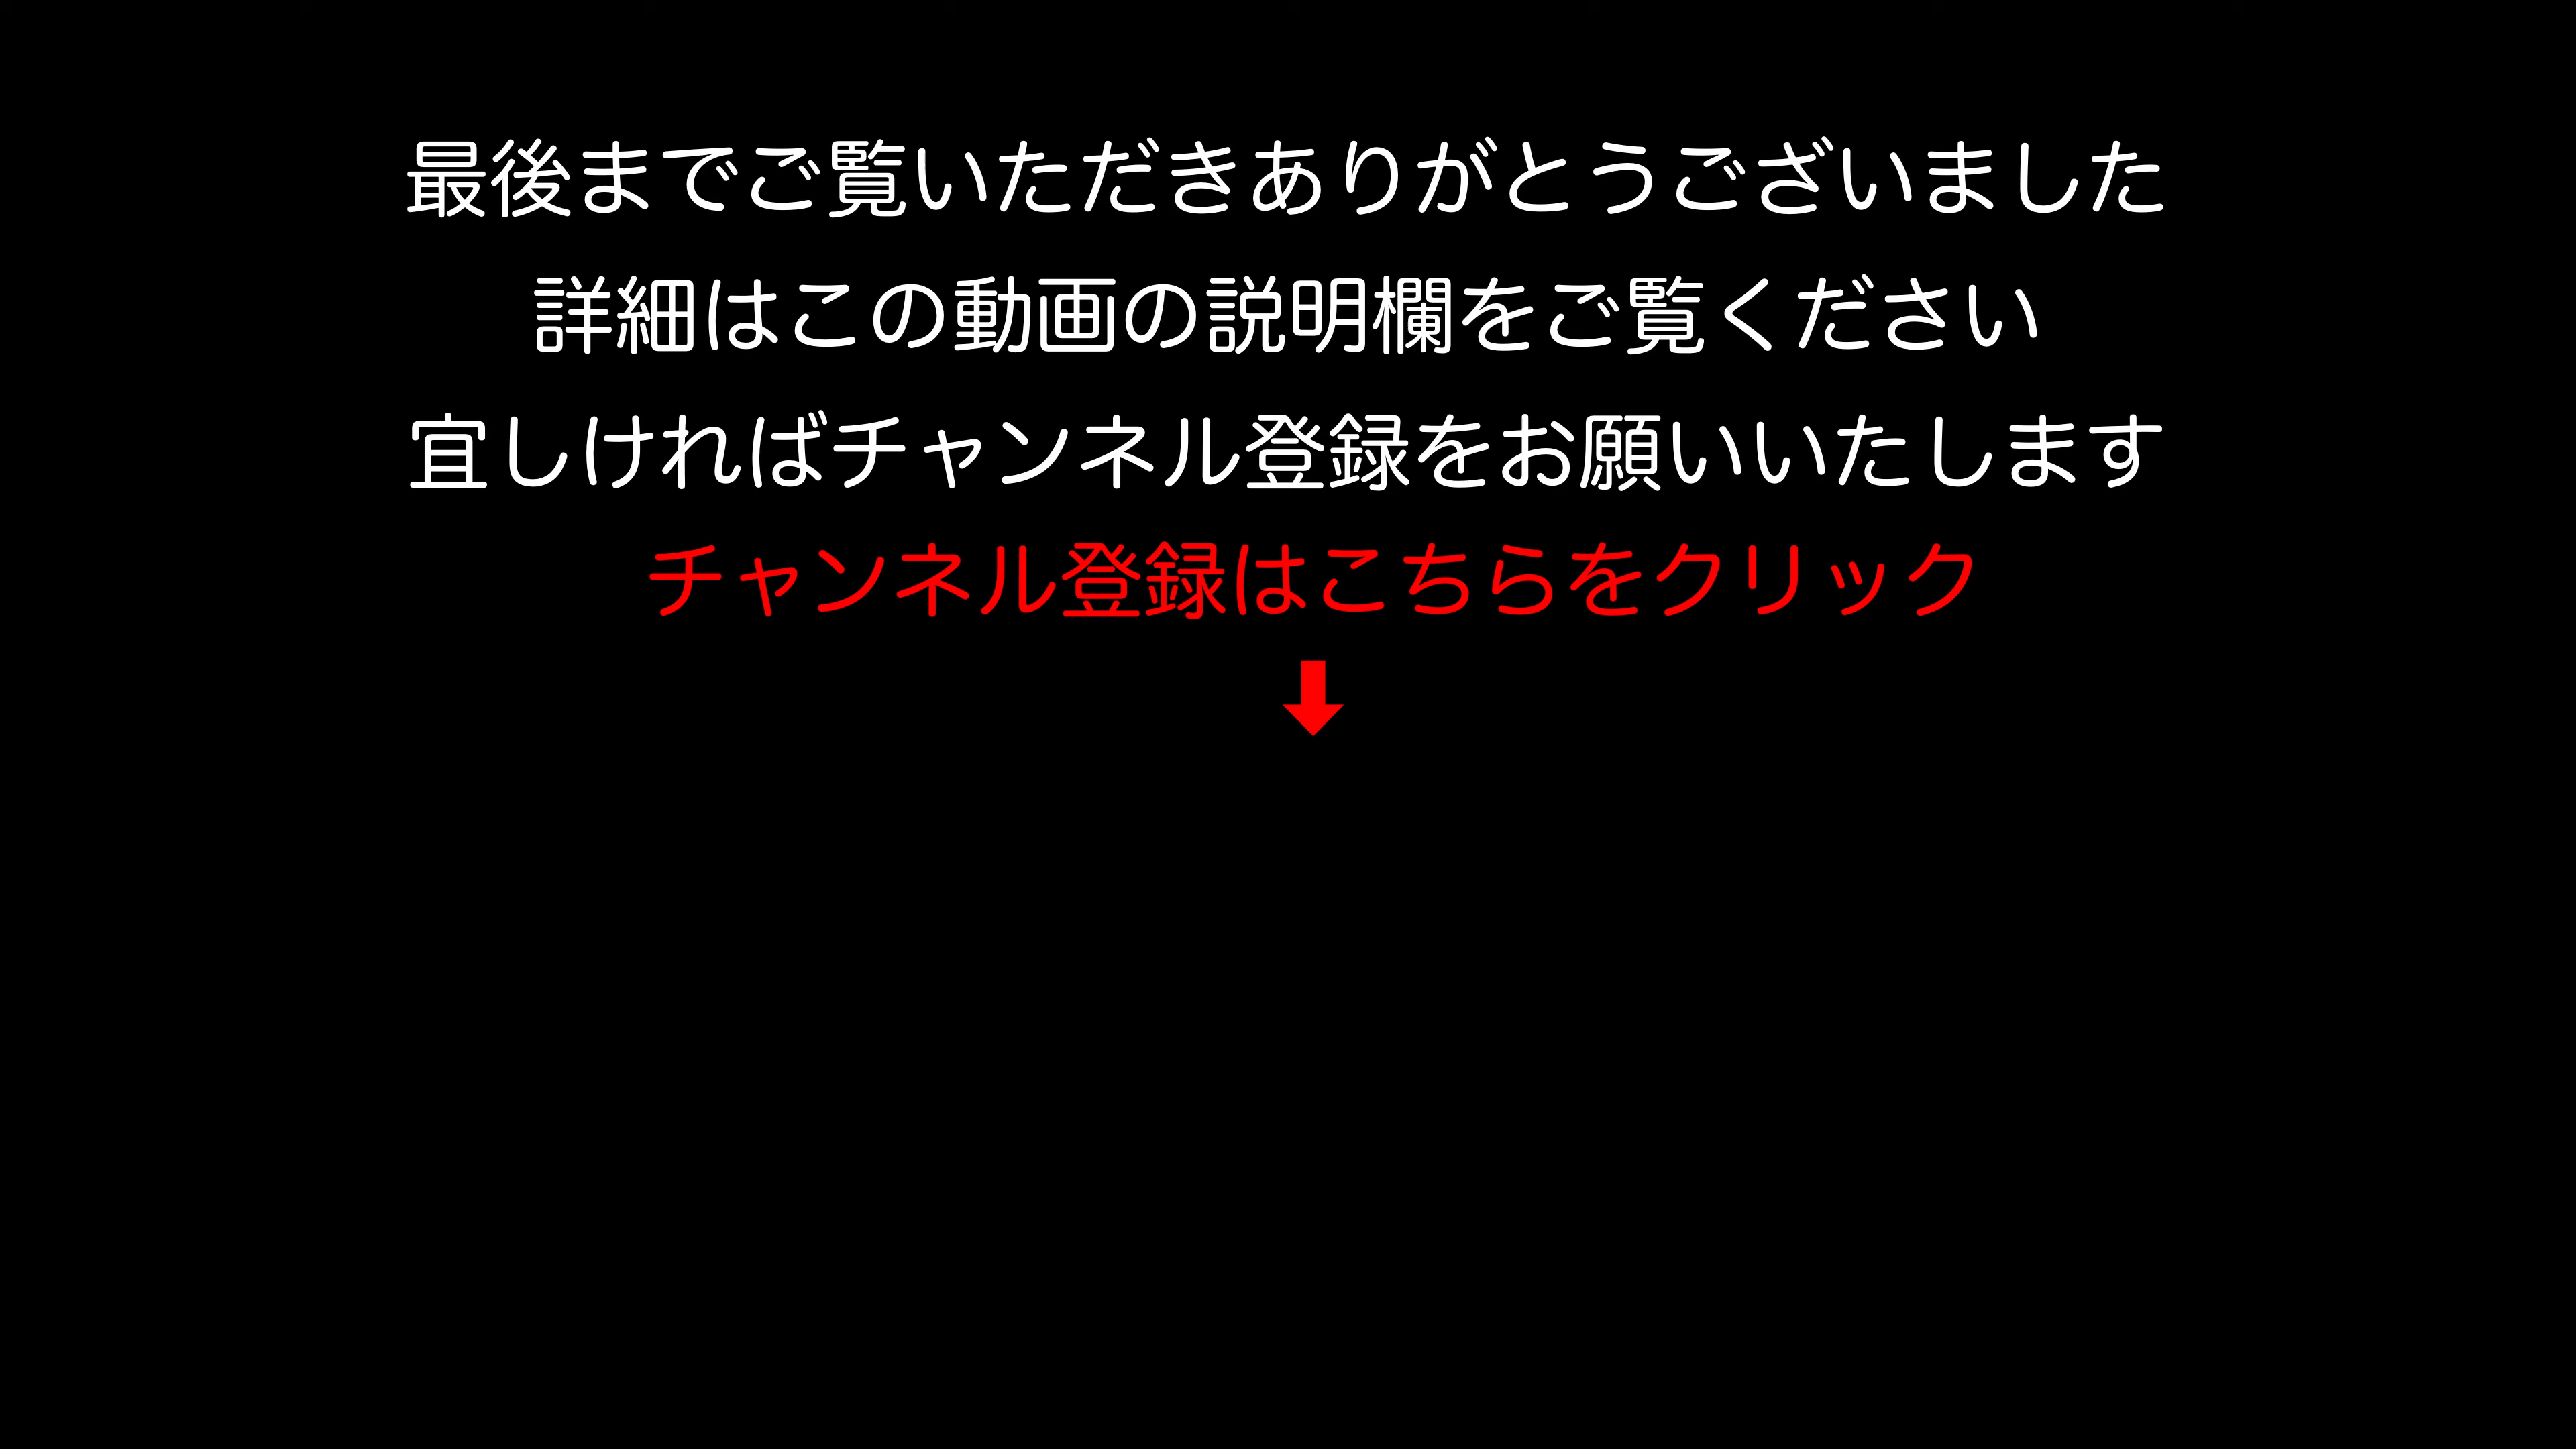 最後までご覧いただきありがとうございました
詳細はこの動画の説明欄をご覧ください
宜しければチャンネル登録をお願いいたします
チャンネル登録はこちらをクリック